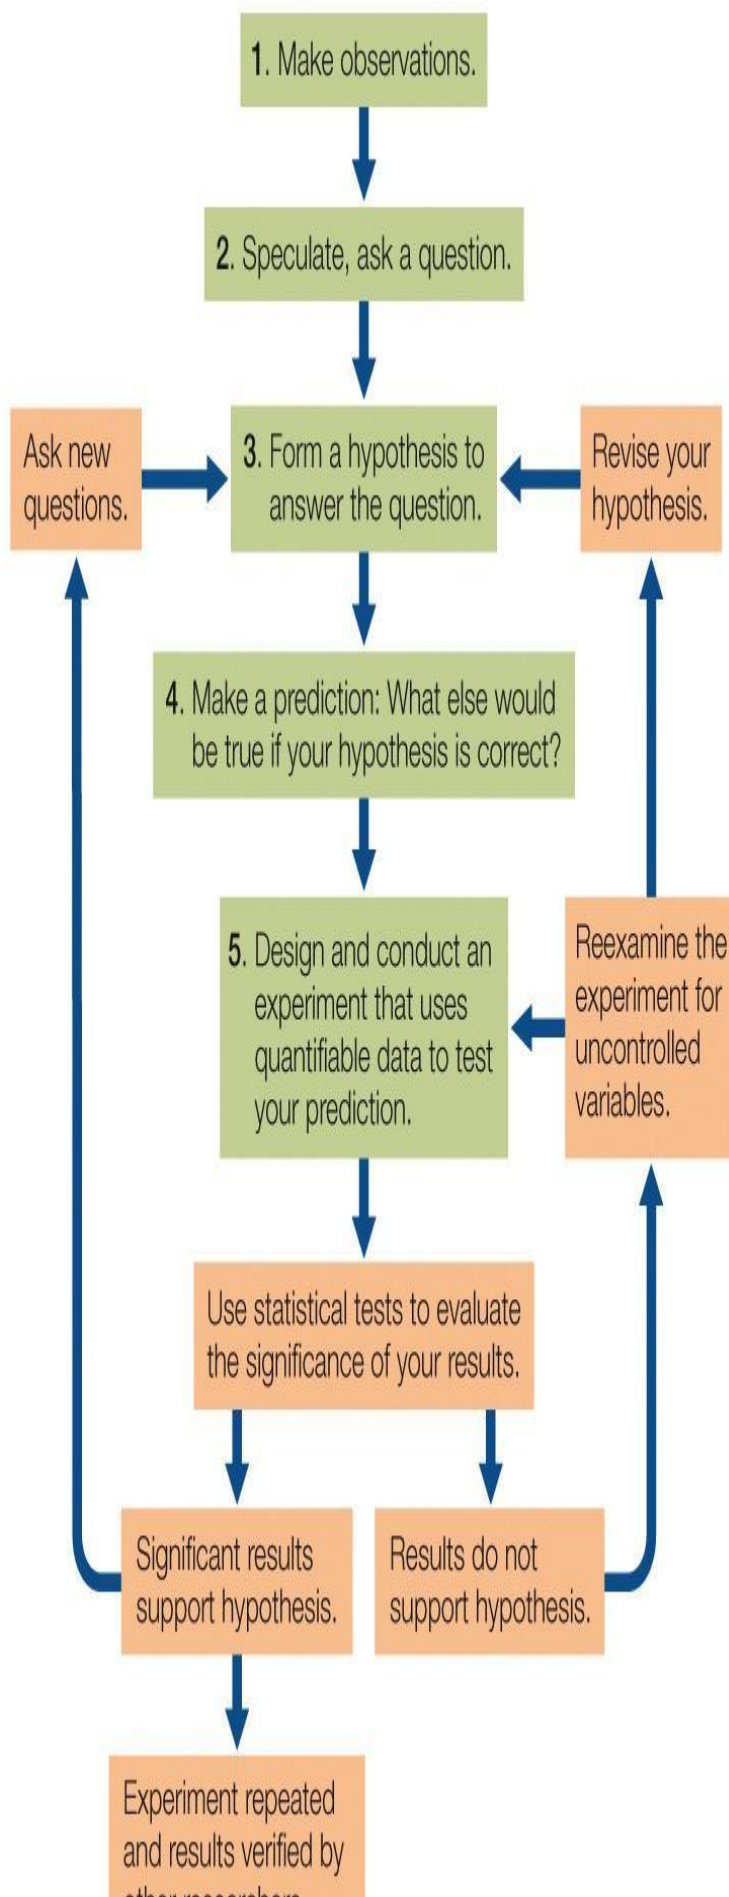 1. Make observations.
2. Speculate, ask a question.
Ask new
questions.
3. Form a hypothesis to
answer the question.
Revise your
hypothesis.
4. Make a prediction: What else would
be true if your hypothesis is correct?
5. Design and conduct an
experiment that uses
quantifiable data to test
your prediction.
Reexamine the
experiment for
uncontrolled
variables.
Use statistical tests to evaluate
the significance of your results.
Significant results
support hypothesis.
Results do not
support hypothesis.
Experiment repeated
and results verified by
other researchers